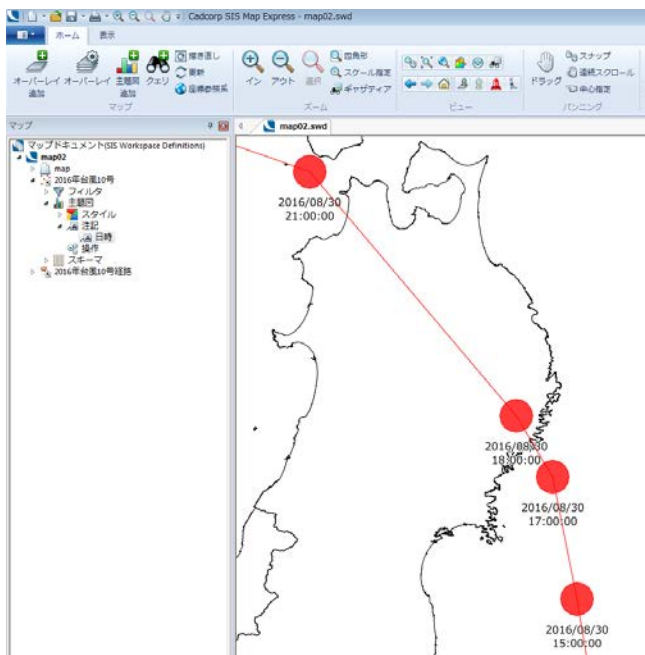 Cadcorp SIS Map Express - map02.swd
ホーム
表示
オーバーレイ
追加
オーバーレイ
主題図
追加
クエリ
描き直し
更新
座標参照系
マップ
イン
アウト
選択
四角形
スケール指定
ギャザティア
ズーム
ビュー
ドラッグ
スナップ
連続スクロール
中心指定
パンニング
マップ
map02.swd
マップドキュメント(SIS Workspace Definitions)
map02
map
2016年台風10号
フィルタ
主題図
スタイル
注記
日時
操作
スキーマ
2016年台風10号経路
2016/08/30
21:00:00
2016/08/30
18:00:00
2016/08/30
17:00:00
2016/08/30
15:00:00